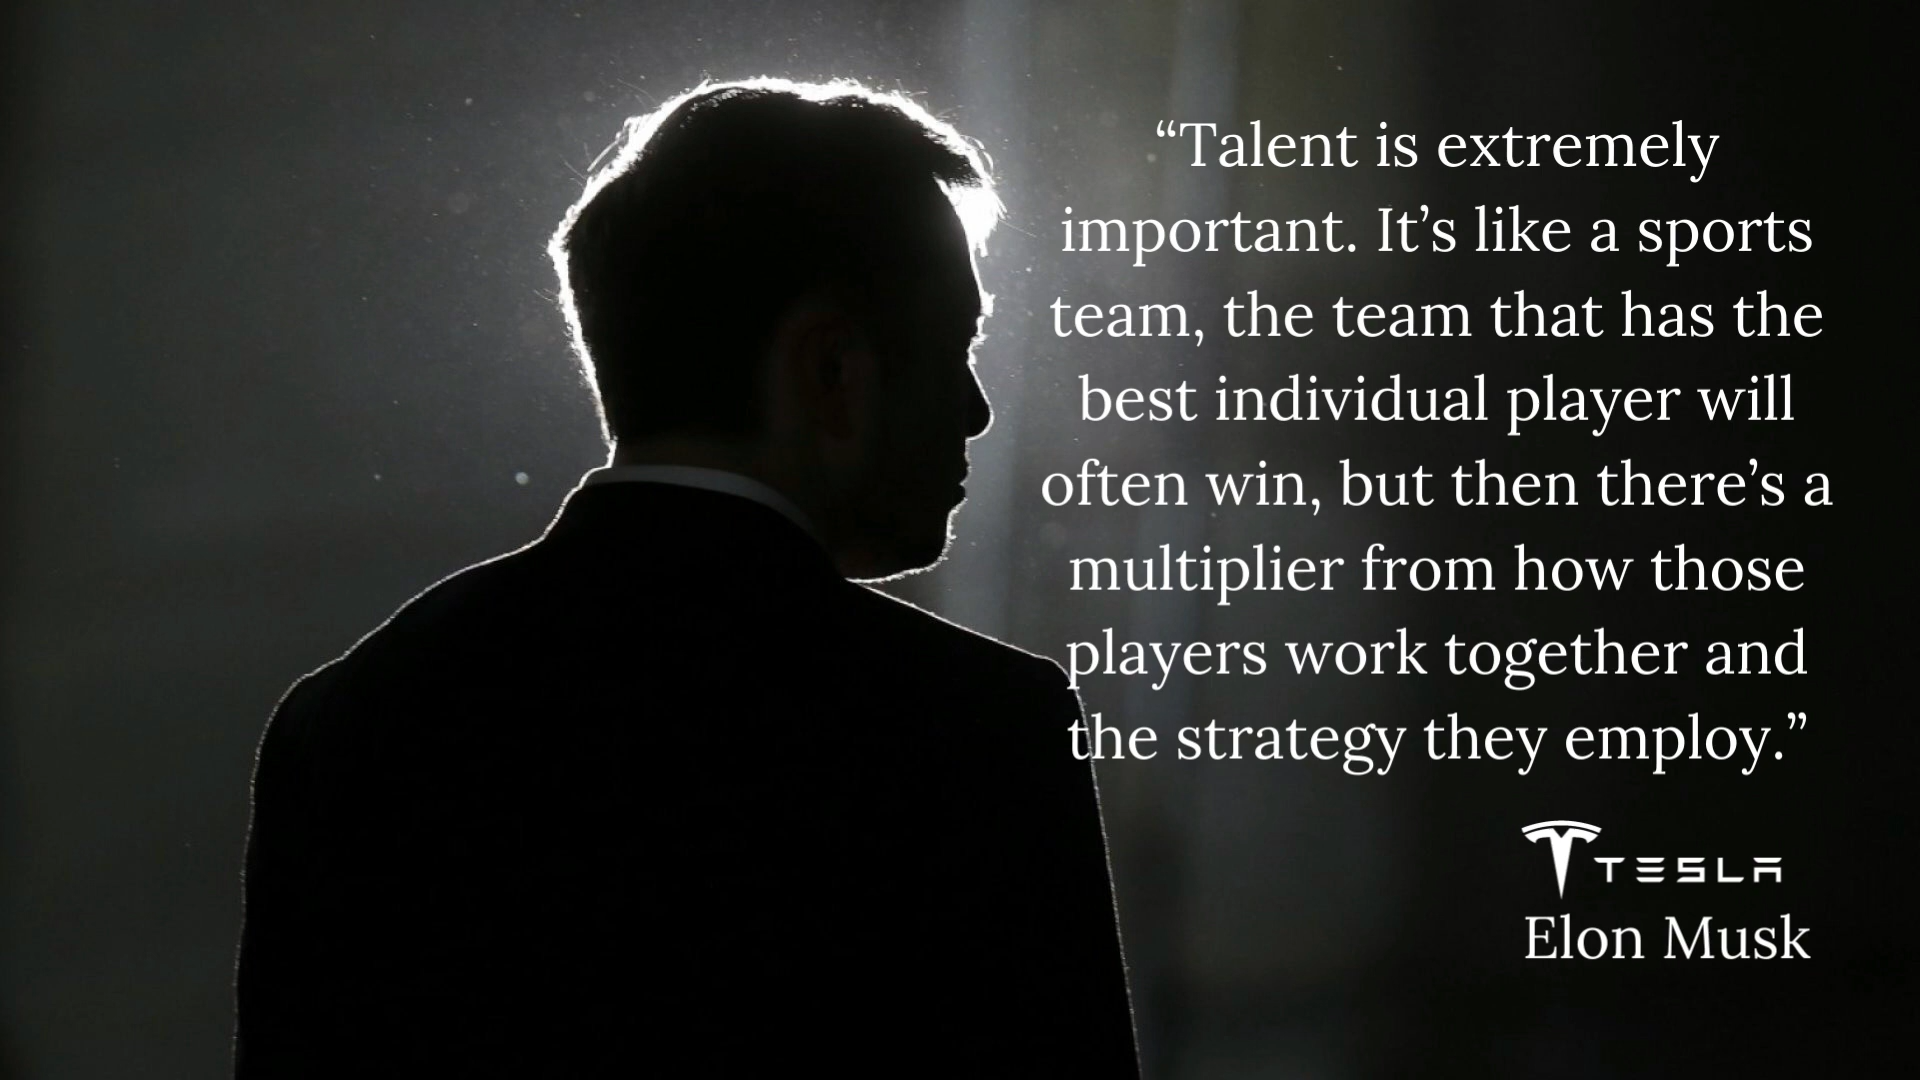 “Talent is extremely
important. It’s like a sports
team, the team that has the
best individual player will
often win, but then there’s a
multiplier from how those
players work together and
the strategy they employ.”
TESLA
Elon Musk